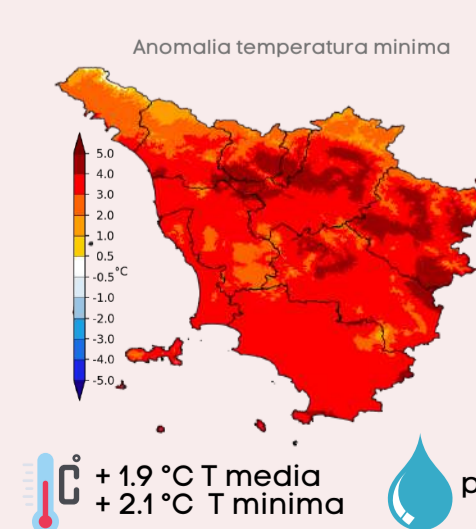 Anomalia temperatura minima
5.0
4.0
3.0
2.0
1.0
0.5
-0.5
-1.0
-2.0
-3.0
-4.0
-5.0
°C
°C
+ 1.9 °C T media
+ 2.1 °C T minima
p